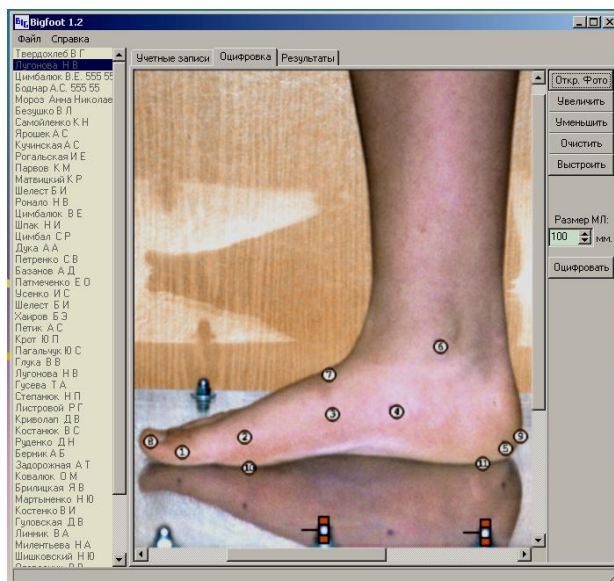 Bigfoot 1.2
Файл Справка
Твердохлеб В Г
Лугонова Н В
Цимбалюк В.Е. 555 55
Боднар А.С. 555 55
Мороз Анна Николае
Безушко В Л
Самойленко К Н
Ярошек А С
Кучинская А С
Рогальская И Е
Парвов К М
Матвицкий К Р
Шелест Б И
Ронало Н В
Цимбалюк В Е
Шпак Н И
Цимбал С Р
Дука А А
Петренко С В
Базанов А Д
Патмеченко Е О
Усенко И С
Шелест Б И
Хаиров Б Э
Петик А С
Крот Ю П
Пагальчук Ю С
Глука В В
Лугонова Н В
Гусева Т А
Степанюк Н П
Листровой Р Г
Криволап Д В
Костанюк В С
Руденко Д Н
Берник А Б
Задорожная А Т
Ковалюк О М
Брилицкая Я В
Мартыненко Н Ю
Костенко В И
Гуловская Д В
Линник В А
Милентьева Н А
Шишковский Н Ю
Учетные записи Оцифровка Результаты
6
7
3 4
8 2 9
1 5
11
Откр. Фото
Увеличить
Уменьшить
Очистить
Выстроить
Размер МЛ:
100 мм.
Оцифровать